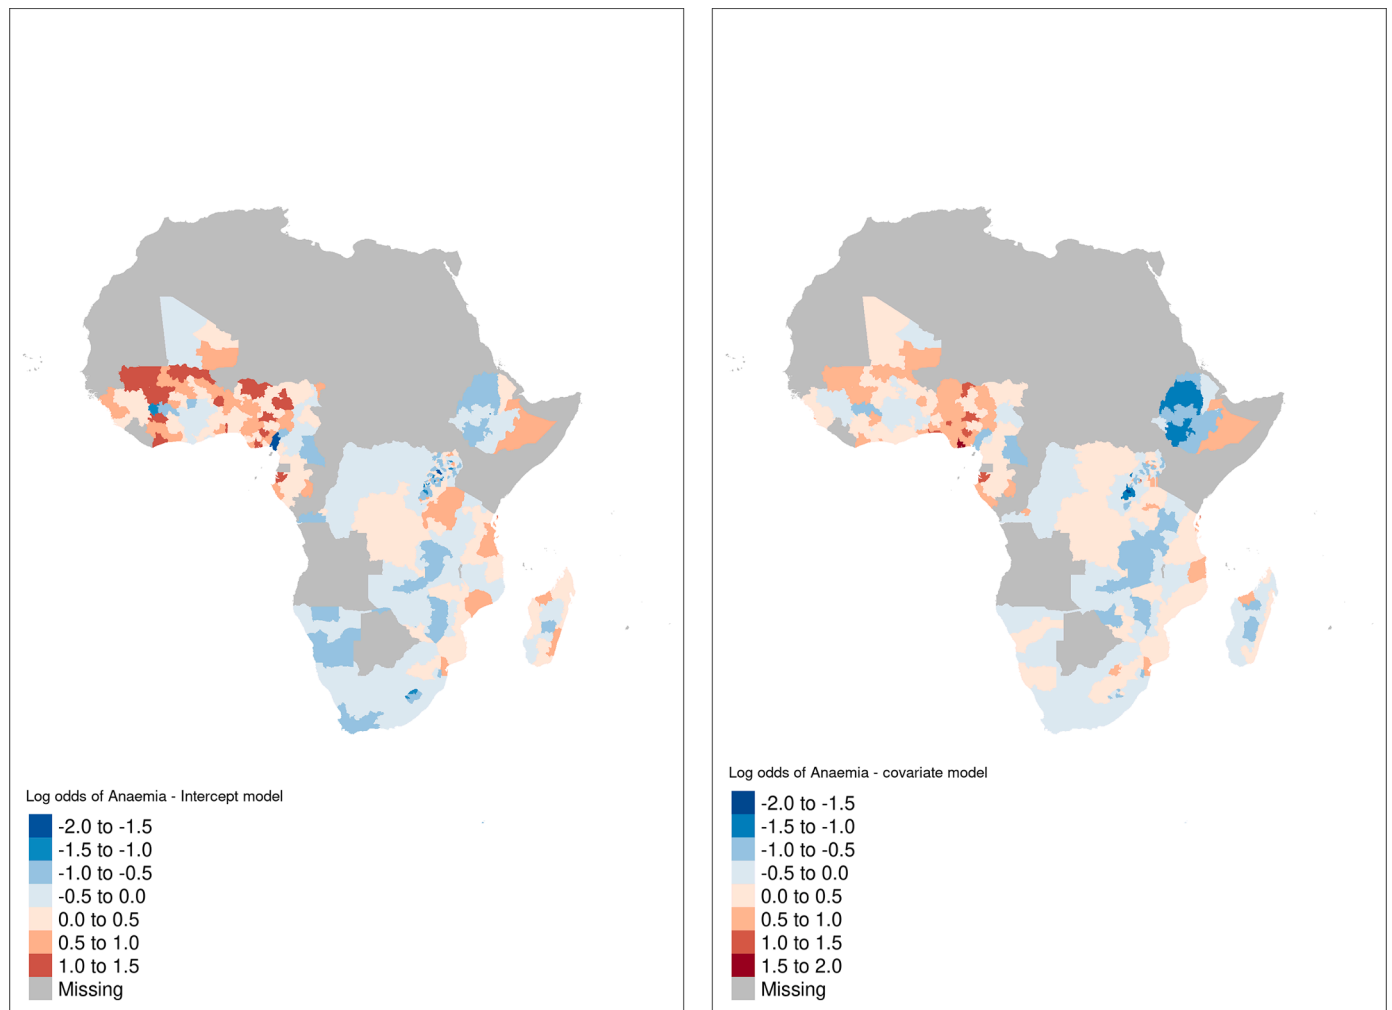 Log odds of Anaemia - Intercept model
-2.0 to -1.5
-1.5 to -1.0
-1.0 to -0.5
-0.5 to 0.0
0.0 to 0.5
0.5 to 1.0
1.0 to 1.5
Missing
Log odds of Anaemia - covariate model
-2.0 to -1.5
-1.5 to -1.0
-1.0 to -0.5
-0.5 to 0.0
0.0 to 0.5
0.5 to 1.0
1.0 to 1.5
1.5 to 2.0
Missing